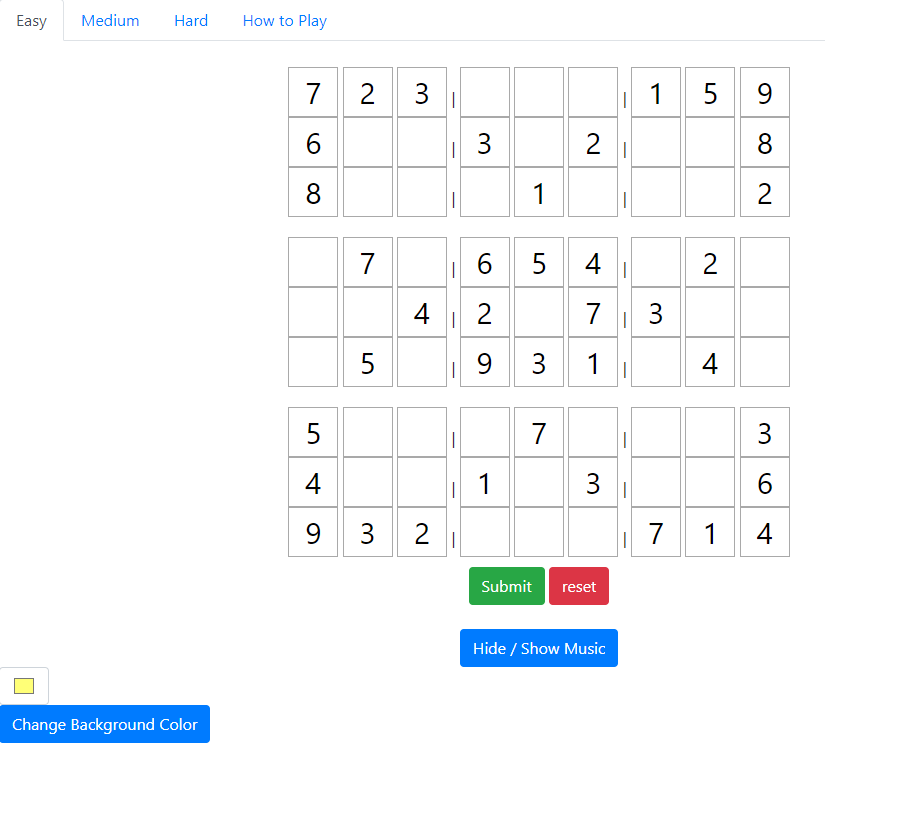 Easy Medium Hard How to Play
7 2 3 | | 1 5 9
6 | 3 2 | 8
8 | 1 | 2
7 | 6 5 4 | 2
4 | 2 7 | 3
5 | 9 3 1 | 4
5 | 7 | 3
4 | 1 3 | 6
9 3 2 | | 7 1 4
Submit reset
Hide / Show Music
Change Background Color